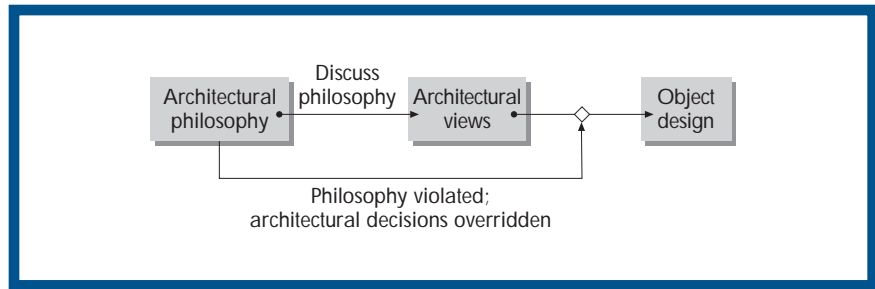 Discuss
philosophy
Architectural
philosophy
Architectural
views
Object
design
Philosophy violated;
architectural decisions overridden